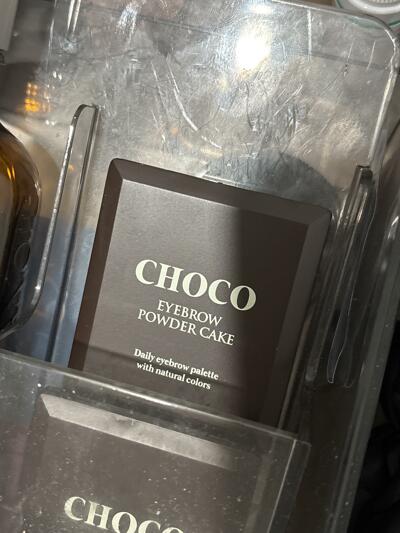 CHOCO
EYEBROW
POWDER CAKE
Daily eyebrow palette
with natural colors
CHOCO